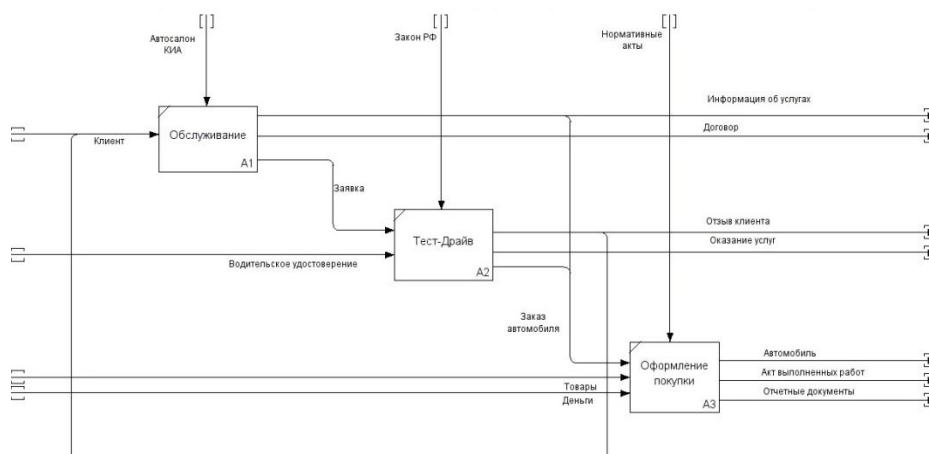 Автосалон
КИА
Закон РФ
Нормативные
акты
Информация об услугах
Договор
Клиент
Обслуживание
A1
Заявка
Отзыв клиента
Оказание услуг
Тест-Драйв
A2
Водительское удостоверение
Заказ
автомобиля
Автомобиль
Акт выполненных работ
Отчетные документы
Оформление
покупки
A3
Товары
Деньги